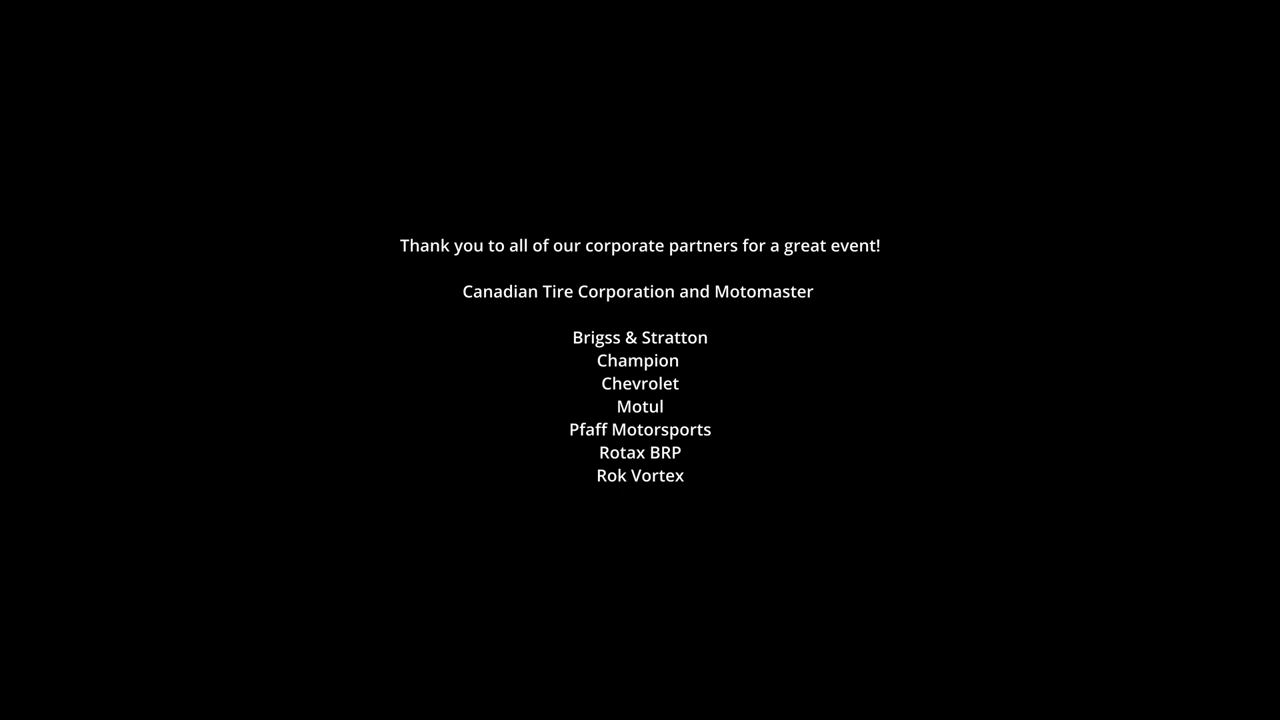 Thank you to all of our corporate partners for a great event!
Canadian Tire Corporation and Motomaster
Brigss & Stratton
Champion
Chevrolet
Motul
Pfaff Motorsports
Rotax BRP
Rok Vortex